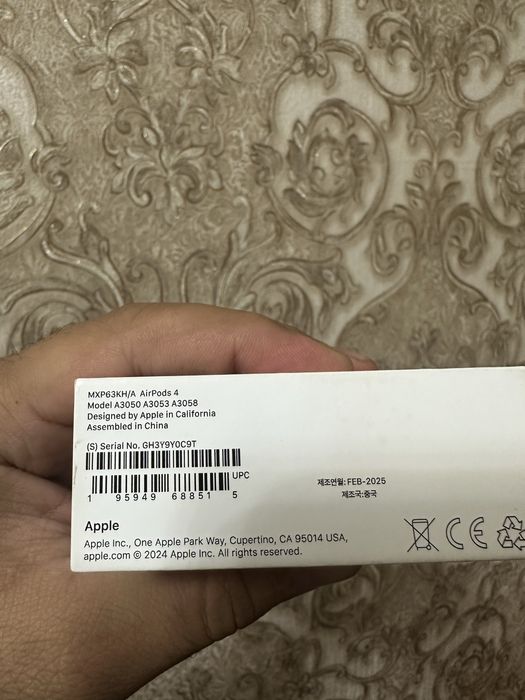 MXP63KH/A AirPods 4
Model A3050 A3053 A3058
Designed by Apple in California
Assembled in China
(S) Serial No. GH3Y9Y0C9T
UPC
1 95949 68851 5
제조연월: FEB-2025
제조국:중국
Apple
Apple Inc., One Apple Park Way, Cupertino, CA 95014 USA,
apple.com © 2024 Apple Inc. All rights reserved.